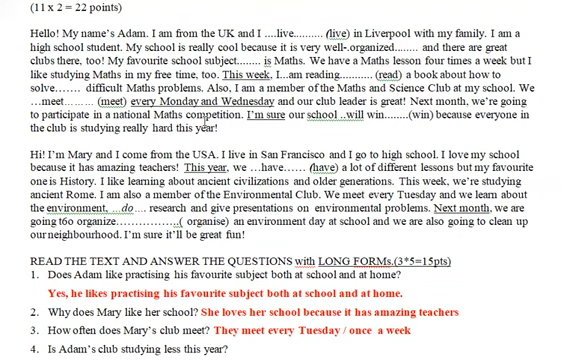 (11 x 2 = 22 points)
Hello! My name's Adam. I am from the UK and I ....live.......... (live) in Liverpool with my family. I am a
high school student. My school is really cool because it is very well-.organized........ and there are great
clubs there, too! My favourite school subject........ is Maths. We have a Maths lesson four times a week but I
like studying Maths in my free time, too. This week, I...am reading........... (read) a book about how to
solve....... difficult Maths problems. Also, I am a member of the Maths and Science Club at my school. We
...meet......... (meet) every Monday and Wednesday and our club leader is great! Next month, we're going
to participate in a national Maths competition. I'm sure our school ..will win........(win) because everyone in
the club is studying really hard this year!
Hi! I'm Mary and I come from the USA. I live in San Francisco and I go to high school. I love my school
because it has amazing teachers! This year, we ...have...... (have) a lot of different lessons but my favourite
one is History. I like learning about ancient civilizations and older generations. This week, we're studying
ancient Rome. I am also a member of the Environmental Club. We meet every Tuesday and we learn about
the environment, ....do.... research and give presentations on environmental problems. Next month, we are
going t6o organize..................( organise) an environment day at school and we are also going to clean up
our neighbourhood. I'm sure it'll be great fun!
READ THE TEXT AND ANSWER THE QUESTIONS with LONG FORMs.(3*5=15pts)
1. Does Adam like practising his favourite subject both at school and at home?
Yes, he likes practising his favourite subject both at school and at home.
2. Why does Mary like her school? She loves her school because it has amazing teachers
3. How often does Mary's club meet? They meet every Tuesday / once a week
4. Is Adam's club studying less this year?